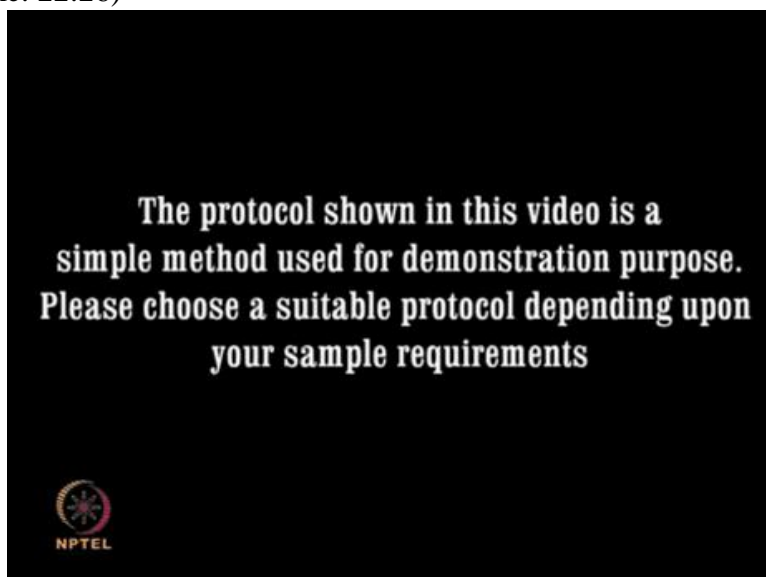 The protocol shown in this video is a
simple method used for demonstration purpose.
Please choose a suitable protocol depending upon
your sample requirements
NPTEL